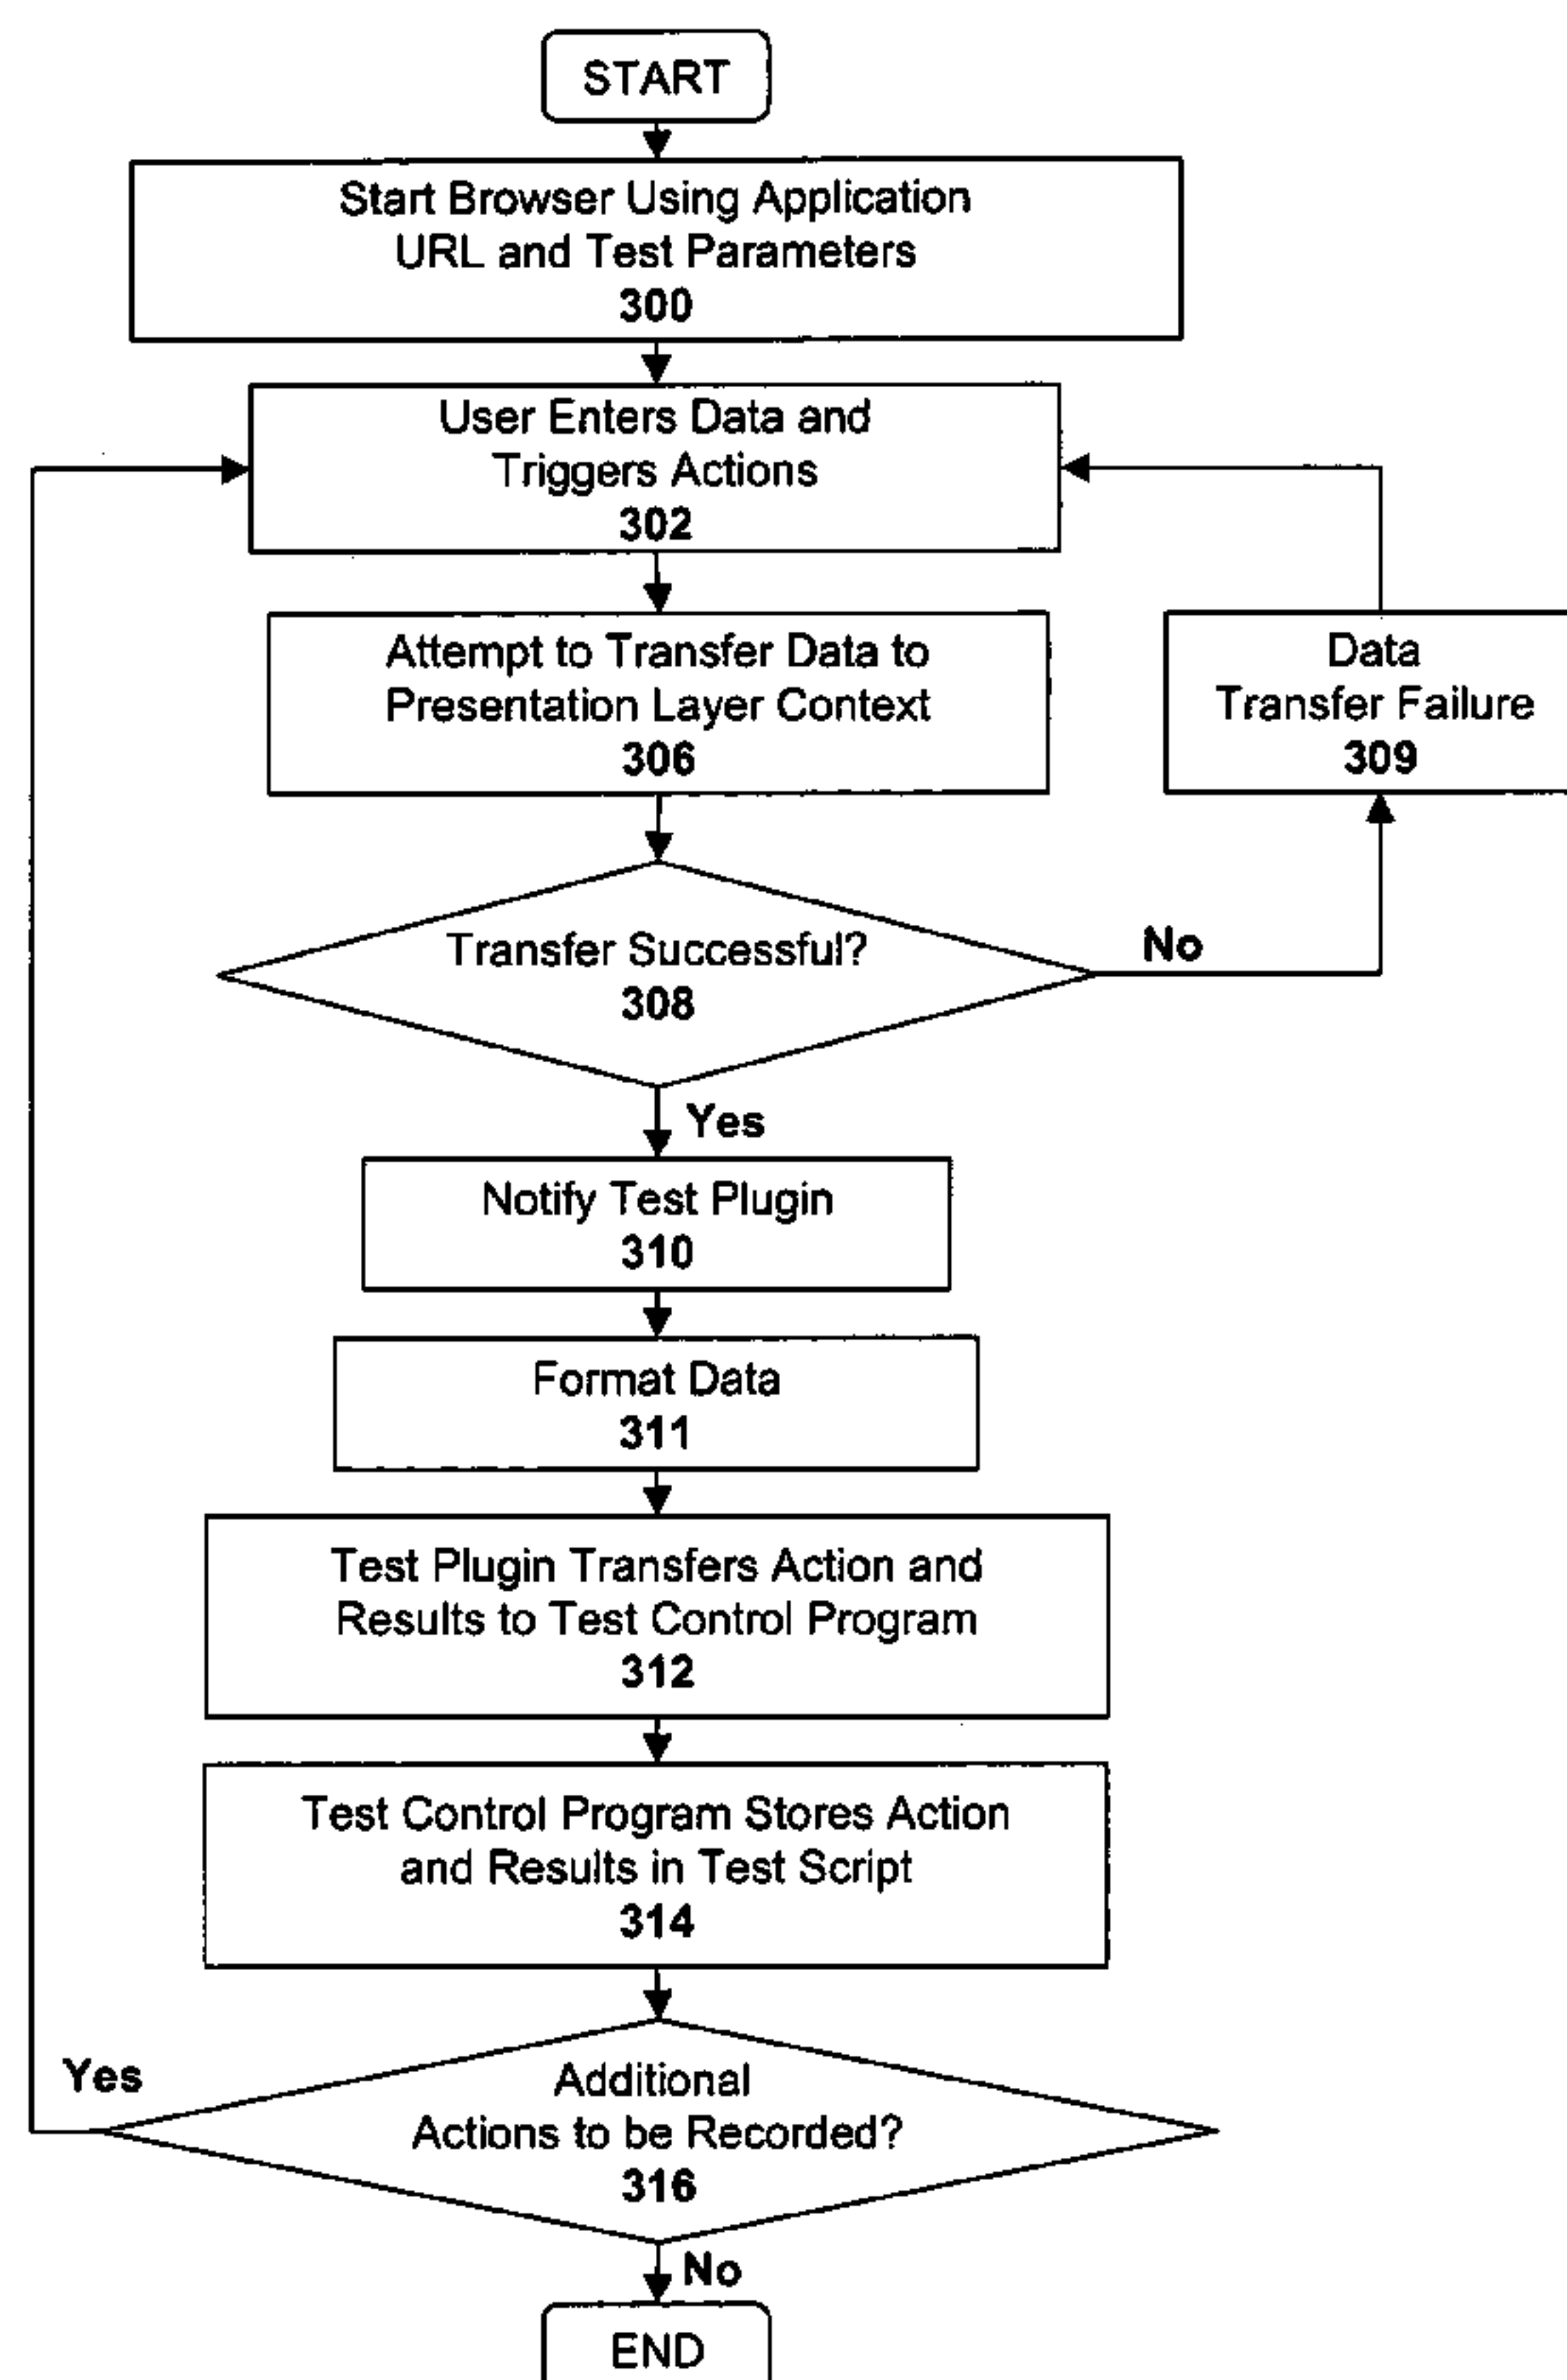 START
Start Browser Using Application
URL and Test Parameters
300
User Enters Data and
Triggers Actions
302
Attempt to Transfer Data to
Presentation Layer Context
306
Data
Transfer Failure
309
Transfer Successful?
308
No
Yes
Notify Test Plugin
310
Format Data
311
Test Plugin Transfers Action and
Results to Test Control Program
312
Test Control Program Stores Action
and Results in Test Script
314
Yes
Additional
Actions to be Recorded?
316
No
END